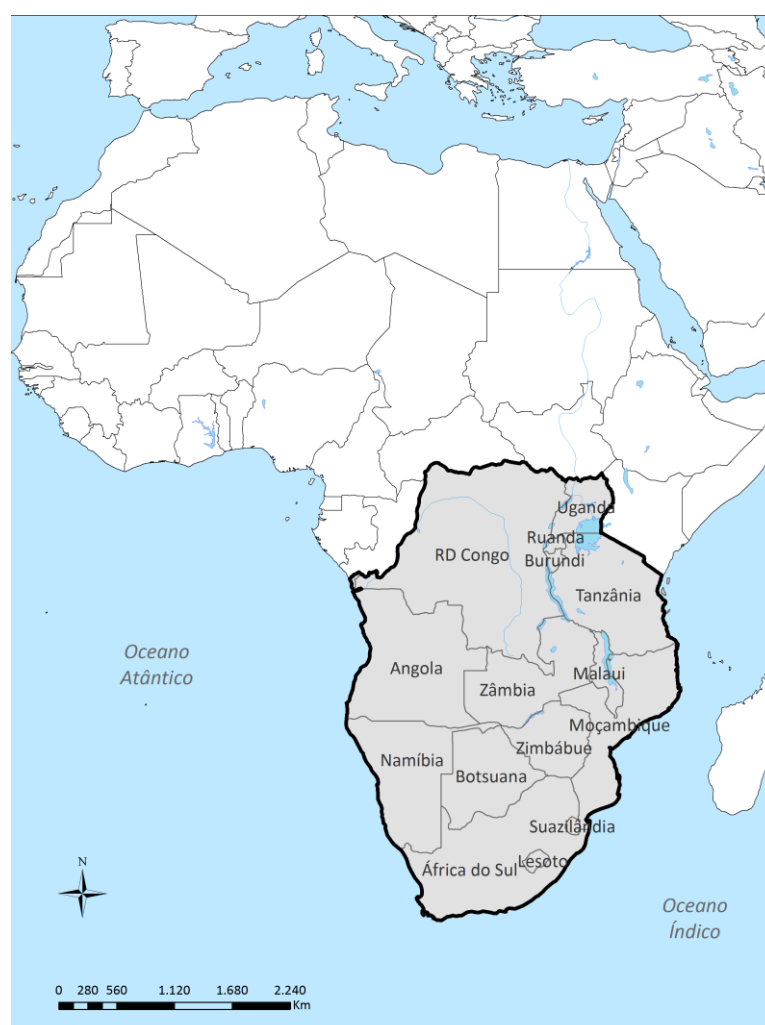 Uganda
Ruanda
RD Congo
Burundi
Tanzânia
Oceano
Atântico
Angola
Malaui
Zâmbia
Moçambique
Zimbábue
Namíbia
Botsuana
Suazilândia
Lesoto
África do Sul
N
Oceano
Índico
0 280 560 1.120 1.680 2.240
Km